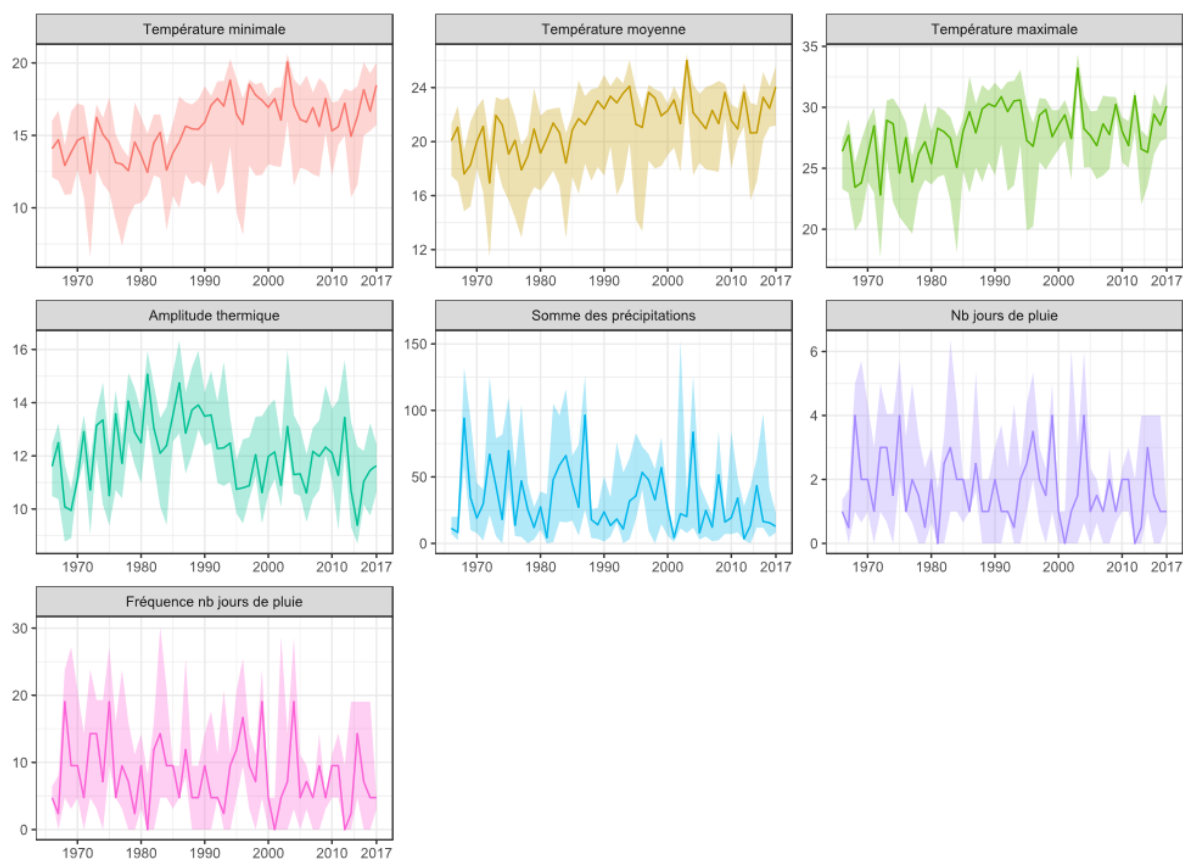 Température minimale
Température moyenne
Température maximale
20
15
10
1970 1980 1990 2000 2010 2017
24
20
16
12
1970 1980 1990 2000 2010 2017
35
30
25
30
1970 1980 1990 2000 2010 2017
Amplitude thermique
Somme des précipitations
Nb jours de pluie
16
14
12
10
1970 1980 1990 2000 2010 2017
150
100
50
0
1970 1980 1990 2000 2010 2017
6
4
2
0
1970 1980 1990 2000 2010 2017
Fréquence nb jours de pluie
30
20
10
0
1970 1980 1990 2000 2010 2017